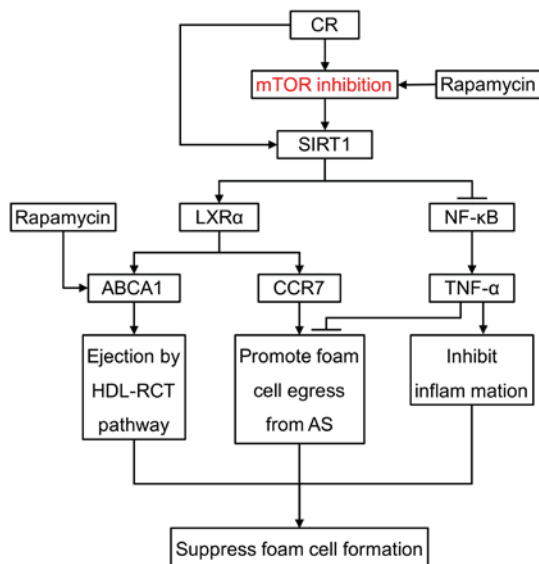 CR
mTOR inhibition
Rapamycin
SIRT1
Rapamycin
LXRα
NF-κB
ABCA1
CCR7
TNF-α
Ejection by
HDL-RCT
pathway
Promote foam
cell egress
from AS
Inhibit
inflam mation
Suppress foam cell formation